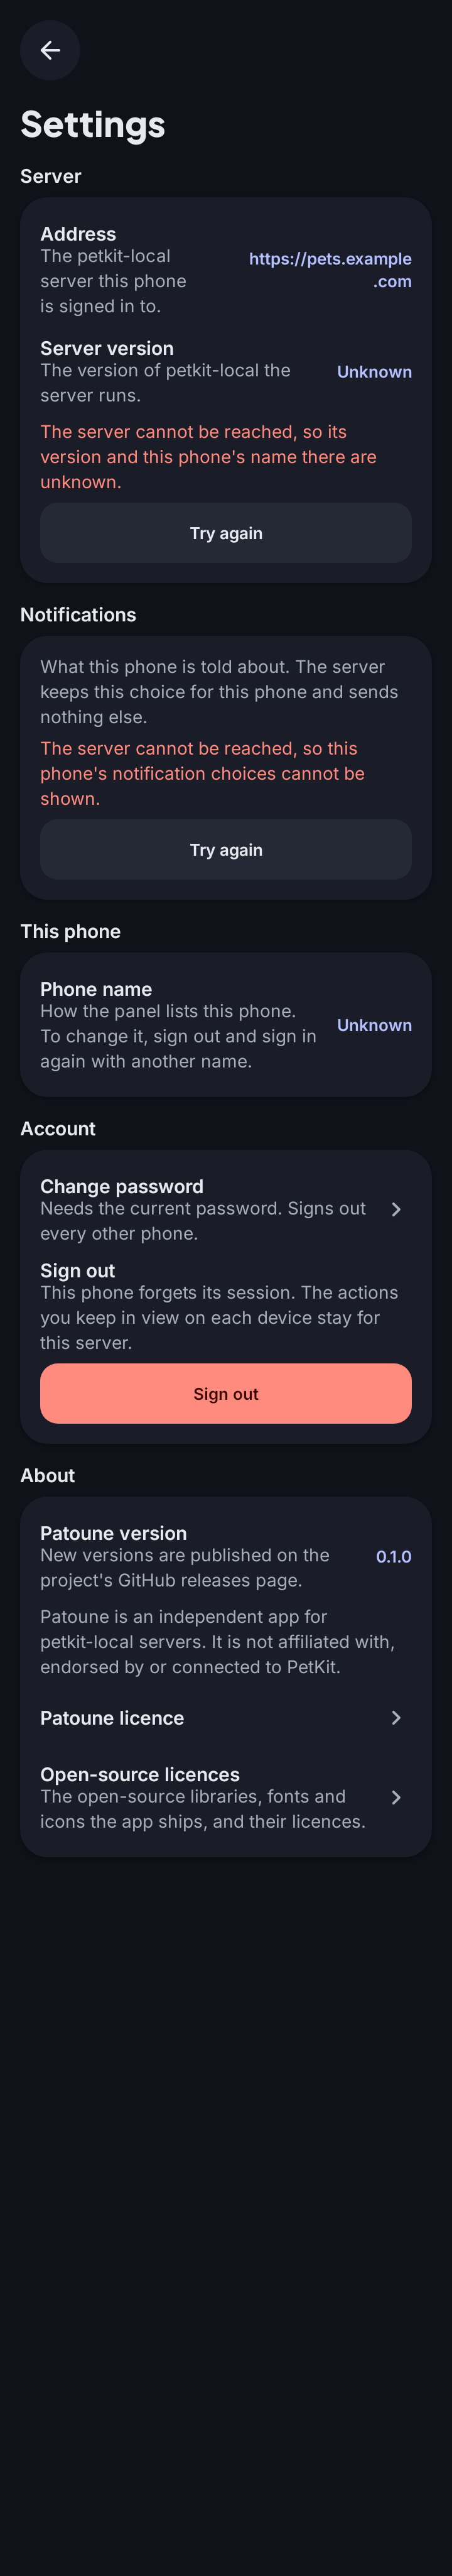 Settings
Server
Address
The petkit-local
server this phone
is signed in to.
https://pets.example
.com
Server version
The version of petkit-local the
server runs.
Unknown
The server cannot be reached, so its
version and this phone's name there are
unknown.
Try again
Notifications
What this phone is told about. The server
keeps this choice for this phone and sends
nothing else.
The server cannot be reached, so this
phone's notification choices cannot be
shown.
Try again
This phone
Phone name
How the panel lists this phone.
To change it, sign out and sign in
again with another name.
Unknown
Account
Change password
Needs the current password. Signs out
every other phone.
Sign out
This phone forgets its session. The actions
you keep in view on each device stay for
this server.
Sign out
About
Patoune version
New versions are published on the
project's GitHub releases page.
0.1.0
Patoune is an independent app for
petkit-local servers. It is not affiliated with,
endorsed by or connected to PetKit.
Patoune licence
Open-source licences
The open-source libraries, fonts and
icons the app ships, and their licences.